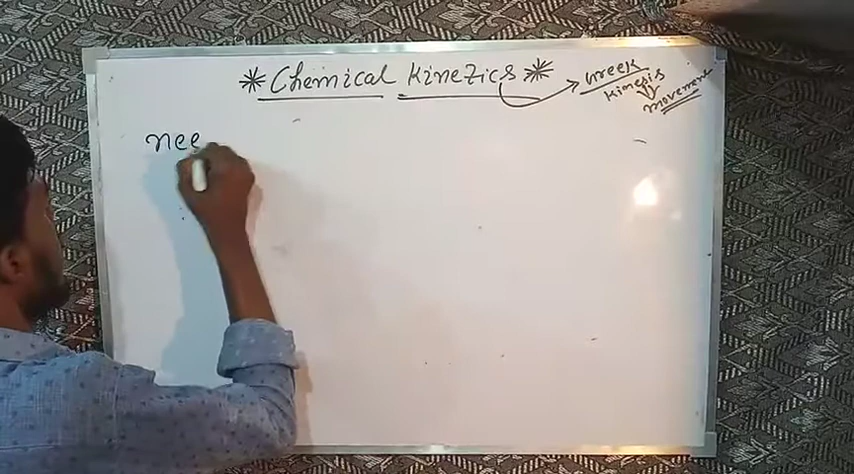 * Chemical Kinetics * → Greek
Kinesis
movement
nee